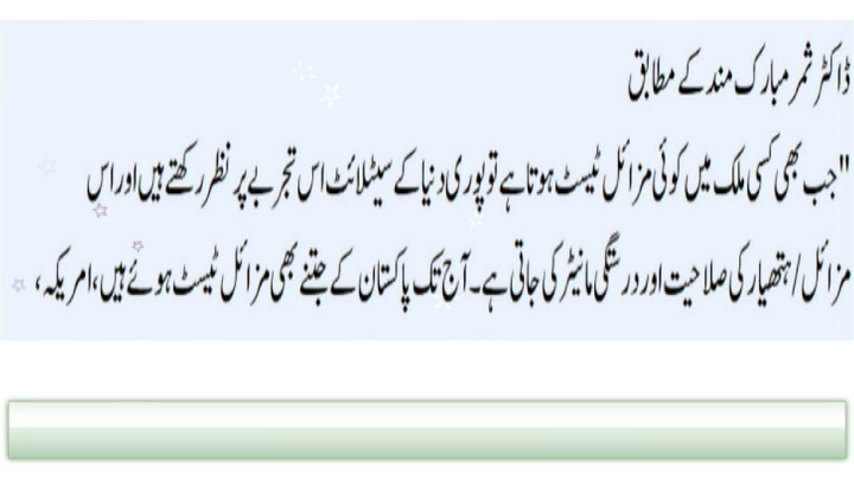 ڈاکٹر ثمر مبارک مند کے مطابق
"جب بھی کسی ملک میں کوئی مزائل ٹیسٹ ہوتا ہے تو پوری دنیا کے سیٹلائٹ اس تجربے پر نظر رکھتے ہیں اور اس
مزائل/ہتھیار کی صلاحیت اور درستگی مانیٹر کی جاتی ہے۔ آج تک پاکستان کے جتنے بھی مزائل ٹیسٹ ہوئے ہیں، امریکہ،